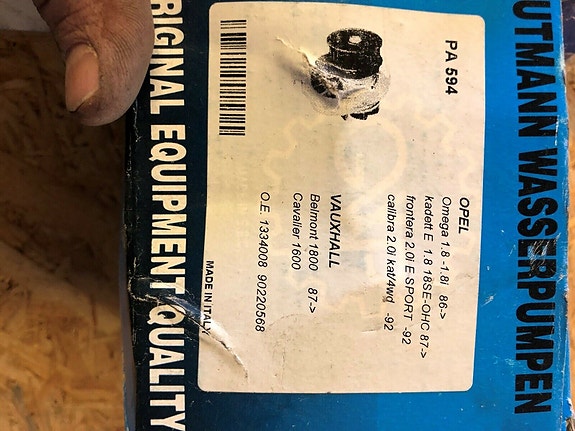 UTMANN WASSERPUMPEN
PA 594
OPEL
Omega 1.8 -1.8i 86->
kadett E 1.8 18SE-OHC 87->
frontera 2.0i E SPORT -92
calibra 2.0i kat/4wd -92
VAUXHALL
Belmont 1800 87->
Cavalier 1600
O.E. 1334008 90220568
MADE IN ITALY
RIGINAL EQUIPMENT QUALITY